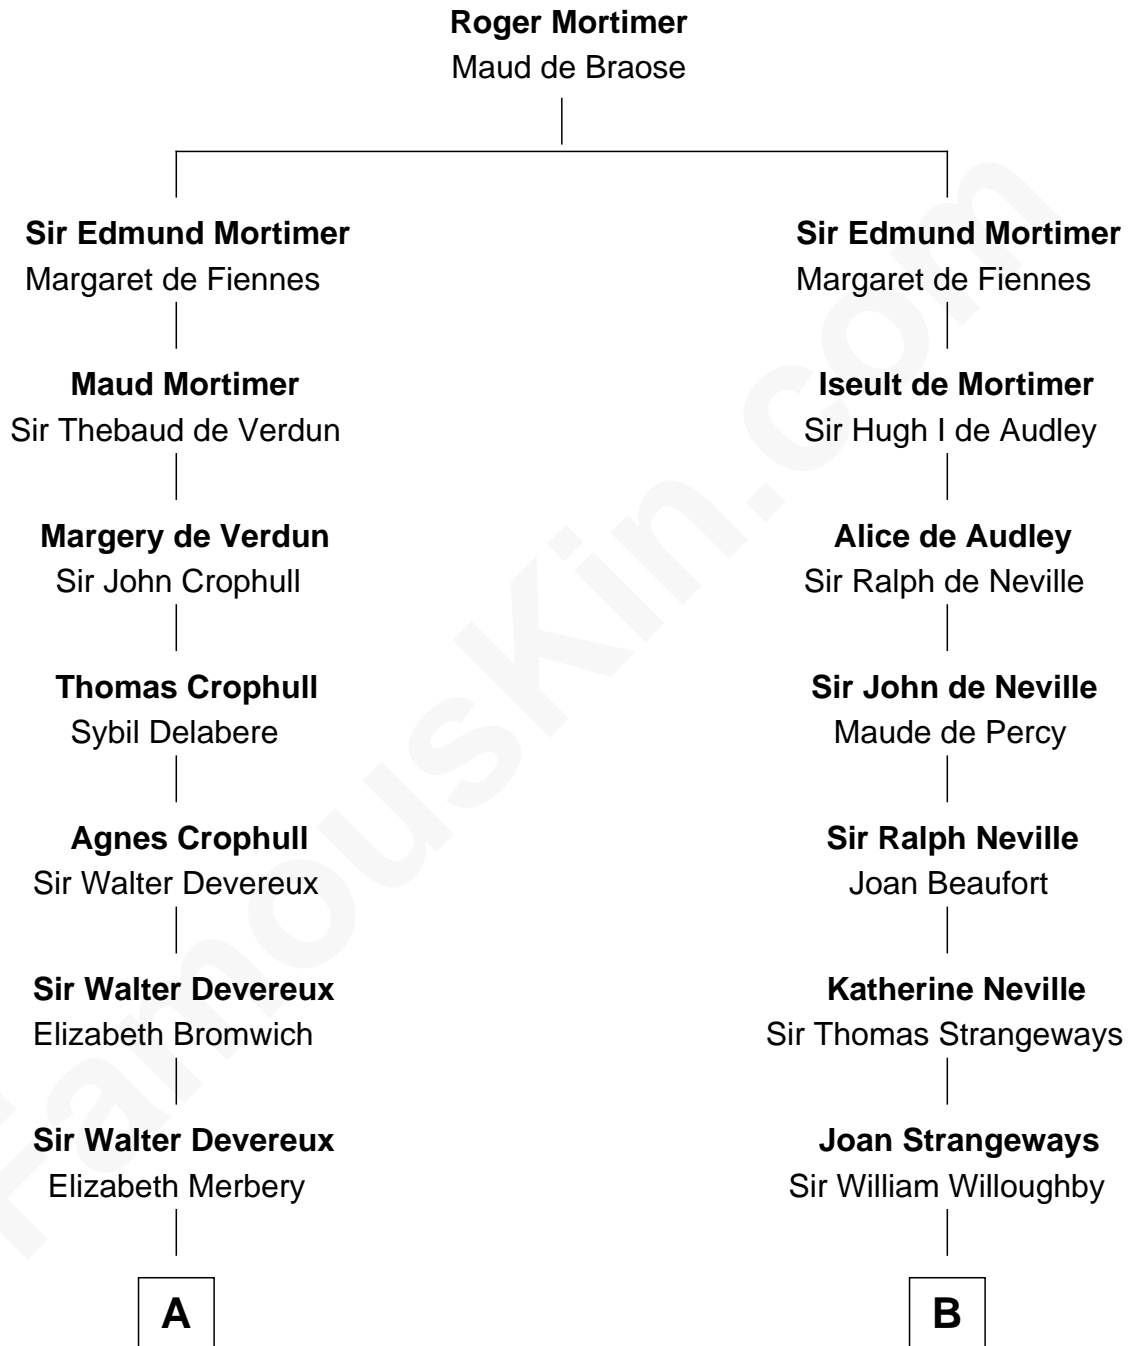 Roger Mortimer
Maud de Braose
Sir Edmund Mortimer
Margaret de Fiennes
Maud Mortimer
Sir Thebaud de Verdun
Margery de Verdun
Sir John Crophull
Thomas Crophull
Sybil Delabere
Agnes Crophull
Sir Walter Devereux
Sir Walter Devereux
Elizabeth Bromwich
Sir Walter Devereux
Elizabeth Merbery
A
Sir Edmund Mortimer
Margaret de Fiennes
Iseult de Mortimer
Sir Hugh I de Audley
Alice de Audley
Sir Ralph de Neville
Sir John de Neville
Maude de Percy
Sir Ralph Neville
Joan Beaufort
Katherine Neville
Sir Thomas Strangeways
Joan Strangeways
Sir William Willoughby
B
FamousKin.com